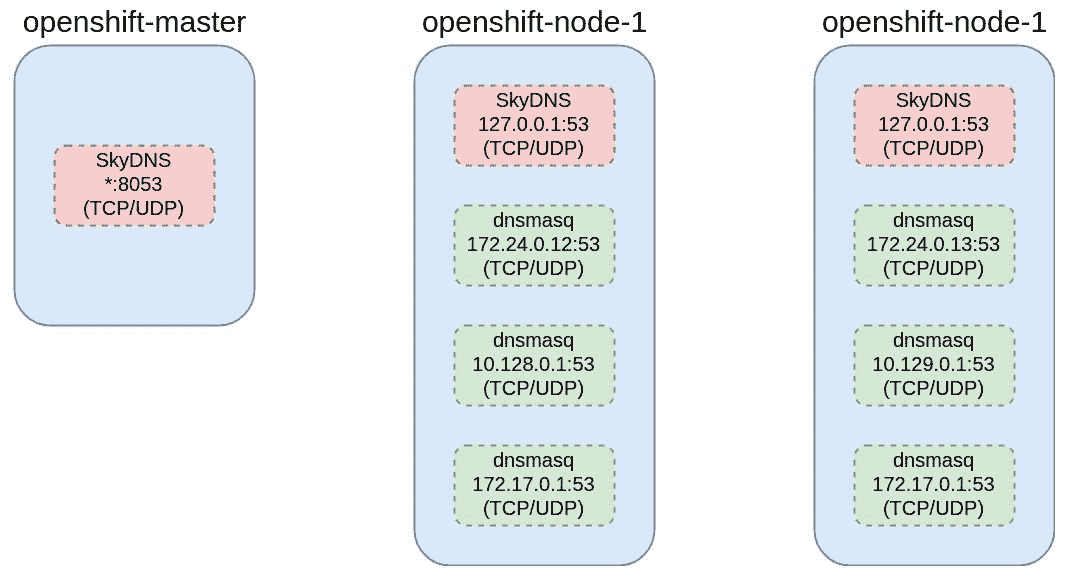 openshift-master
SkyDNS
*:8053
(TCP/UDP)
openshift-node-1
SkyDNS
127.0.0.1:53
(TCP/UDP)
dnsmasq
172.24.0.12:53
(TCP/UDP)
dnsmasq
10.128.0.1:53
(TCP/UDP)
dnsmasq
172.17.0.1:53
(TCP/UDP)
openshift-node-1
SkyDNS
127.0.0.1:53
(TCP/UDP)
dnsmasq
172.24.0.13:53
(TCP/UDP)
dnsmasq
10.129.0.1:53
(TCP/UDP)
dnsmasq
172.17.0.1:53
(TCP/UDP)